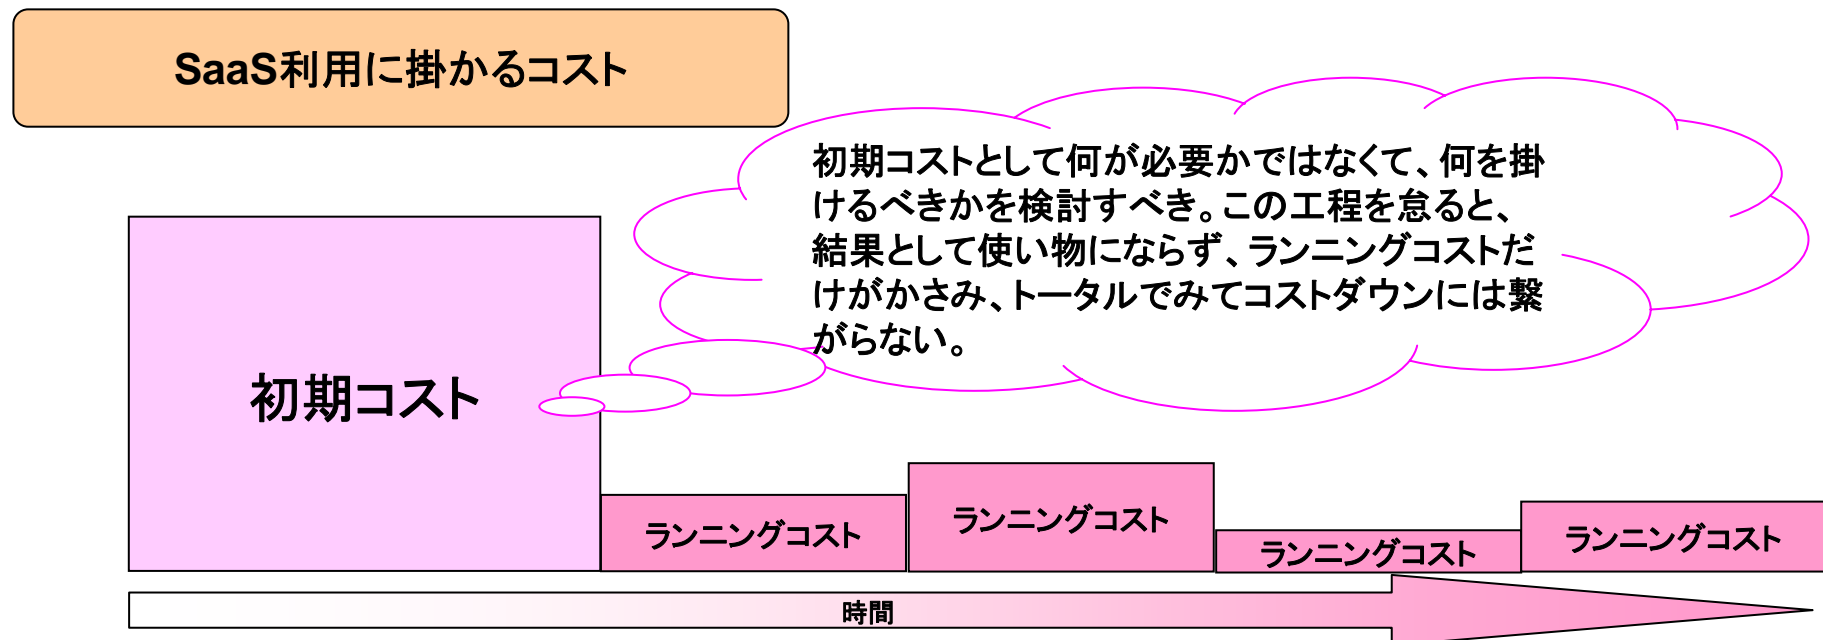 SaaS利用に掛かるコスト
初期コストとして何が必要かではなくて、何を掛
けるべきかを検討すべき。この工程を怠ると、
結果として使い物にならず、ランニングコストだ
けがかさみ、トータルでみてコストダウンには繋
がらない。
初期コスト
ランニングコスト
ランニングコスト
ランニングコスト
ランニングコスト
時間